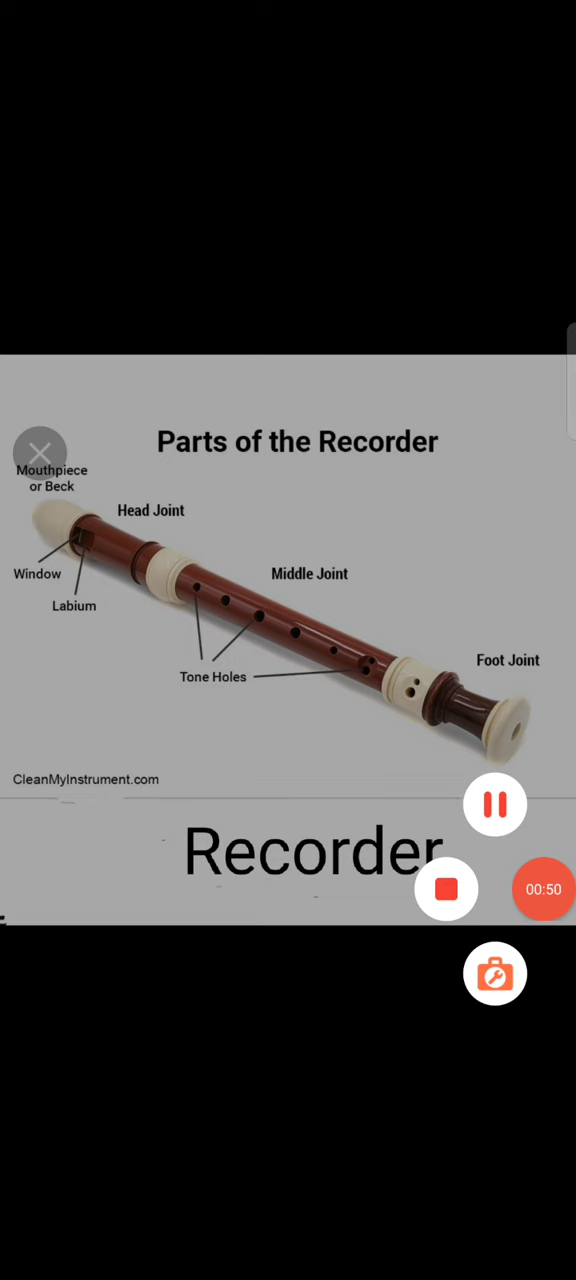 Parts of the Recorder
Mouthpiece
or Beck
Head Joint
Window
Labium
Middle Joint
Tone Holes
Foot Joint
CleanMyInstrument.com
Recorder
00:50